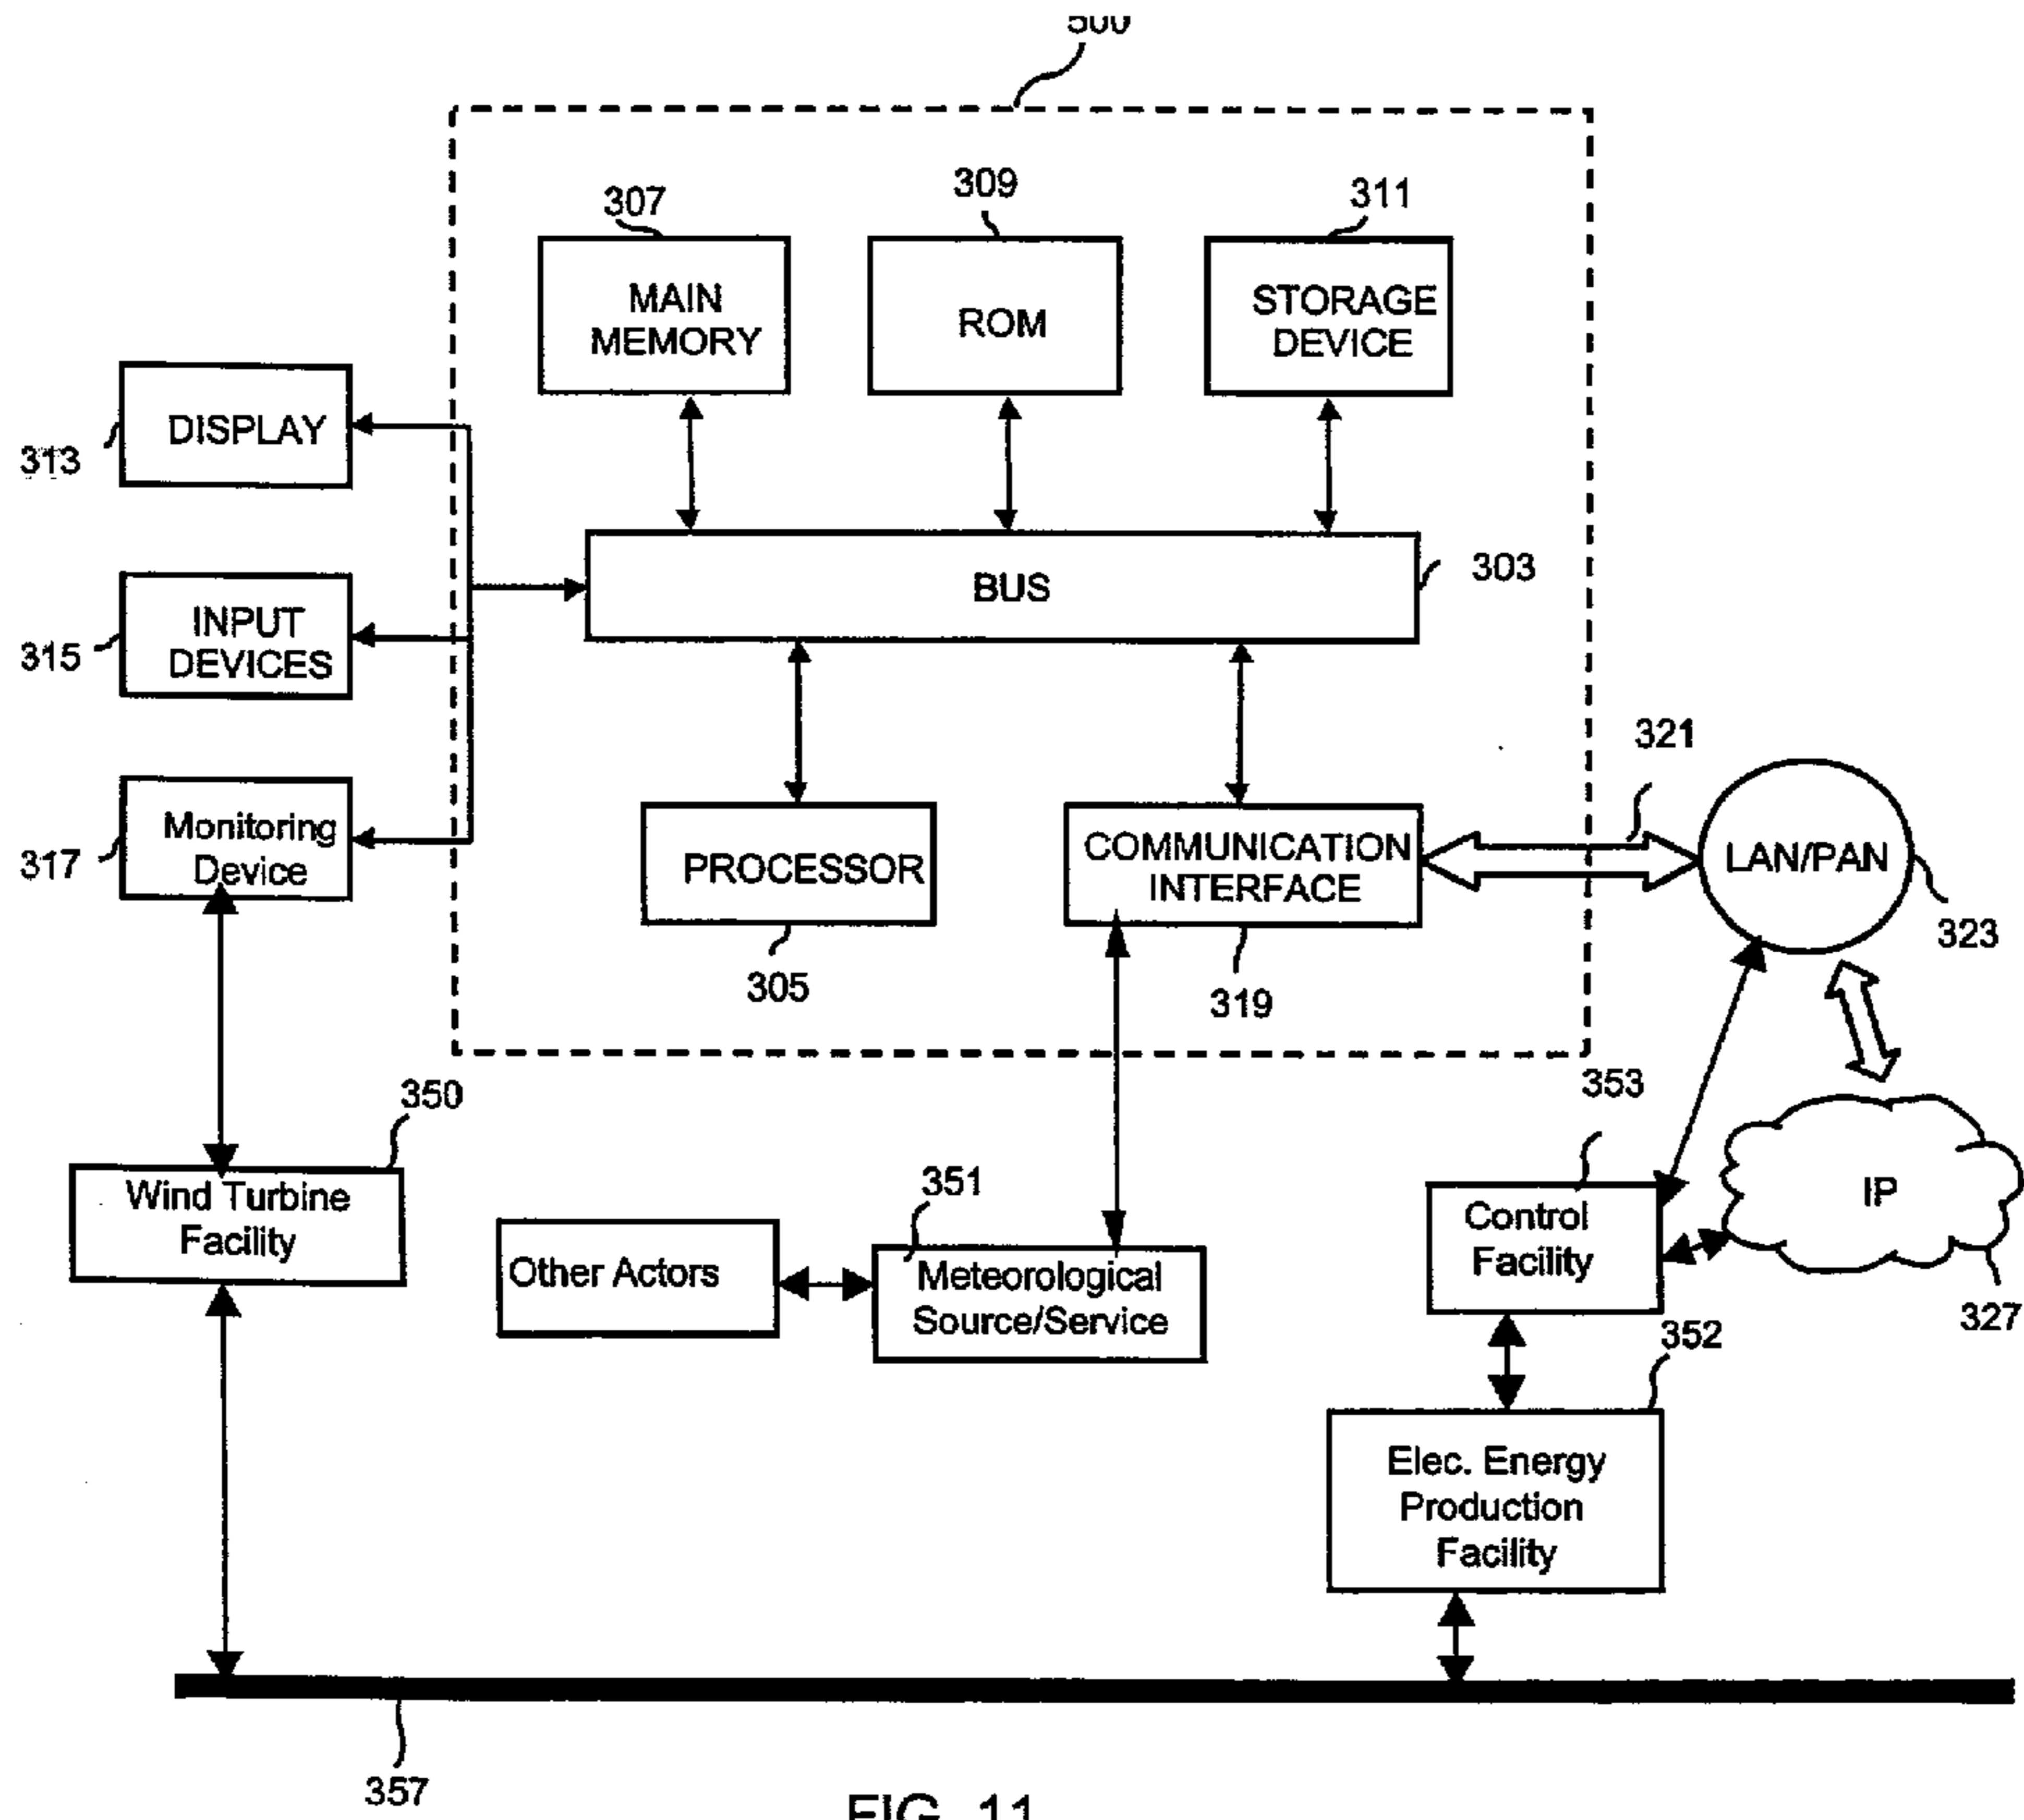 500
307
309
311
MAIN
MEMORY
ROM
STORAGE
DEVICE
DISPLAY
313
BUS
303
INPUT
DEVICES
315
321
Monitoring
Device
317
PROCESSOR
COMMUNICATION
INTERFACE
LAN/PAN
323
305
319
350
353
Wind Turbine
Facility
351
Other Actors
Meteorological
Source/Service
Control
Facility
IP
327
352
Elec. Energy
Production
Facility
357
FIG. 11